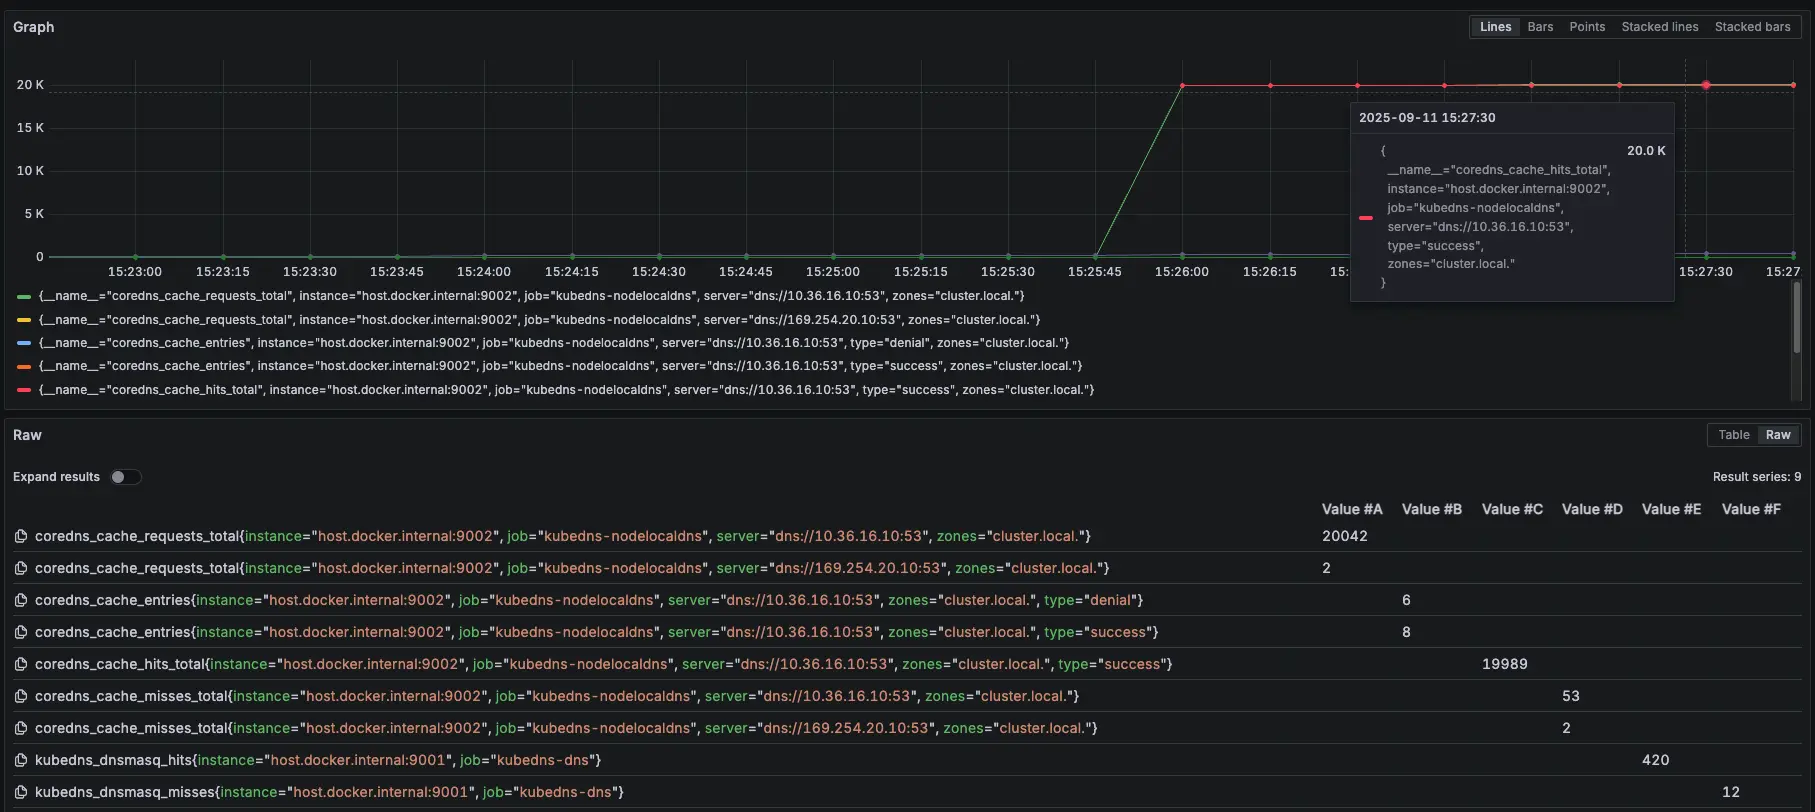 Graph
Lines Bars Points Stacked lines Stacked bars
20 K
15 K
10 K
5 K
0
15:23:00 15:23:15 15:23:30 15:23:45 15:24:00 15:24:15 15:24:30 15:24:45 15:25:00 15:25:15 15:25:30 15:25:45 15:26:00 15:26:15 15:27:30
2025-09-11 15:27:30
{ 20.0 K
__name__="coredns_cache_hits_total",
instance="host.docker.internal:9002",
job="kubedns-nodelocaldns",
server="dns://10.36.16.10:53",
type="success",
zones="cluster.local."
}
{__name__="coredns_cache_requests_total", instance="host.docker.internal:9002", job="kubedns-nodelocaldns", server="dns://10.36.16.10:53", zones="cluster.local."}
{__name__="coredns_cache_requests_total", instance="host.docker.internal:9002", job="kubedns-nodelocaldns", server="dns://169.254.20.10:53", zones="cluster.local."}
{__name__="coredns_cache_entries", instance="host.docker.internal:9002", job="kubedns-nodelocaldns", server="dns://10.36.16.10:53", type="denial", zones="cluster.local."}
{__name__="coredns_cache_entries", instance="host.docker.internal:9002", job="kubedns-nodelocaldns", server="dns://10.36.16.10:53", type="success", zones="cluster.local."}
{__name__="coredns_cache_hits_total", instance="host.docker.internal:9002", job="kubedns-nodelocaldns", server="dns://10.36.16.10:53", type="success", zones="cluster.local."}
Raw
Table Raw
Expand results
Result series: 9
Value #A Value #B Value #C Value #D Value #E Value #F
coredns_cache_requests_total{instance="host.docker.internal:9002", job="kubedns-nodelocaldns", server="dns://10.36.16.10:53", zones="cluster.local."} 20042
coredns_cache_requests_total{instance="host.docker.internal:9002", job="kubedns-nodelocaldns", server="dns://169.254.20.10:53", zones="cluster.local."} 2
coredns_cache_entries{instance="host.docker.internal:9002", job="kubedns-nodelocaldns", server="dns://10.36.16.10:53", zones="cluster.local.", type="denial"} 6
coredns_cache_entries{instance="host.docker.internal:9002", job="kubedns-nodelocaldns", server="dns://10.36.16.10:53", zones="cluster.local.", type="success"} 8
coredns_cache_hits_total{instance="host.docker.internal:9002", job="kubedns-nodelocaldns", server="dns://10.36.16.10:53", zones="cluster.local.", type="success"} 19989
coredns_cache_misses_total{instance="host.docker.internal:9002", job="kubedns-nodelocaldns", server="dns://10.36.16.10:53", zones="cluster.local."} 53
coredns_cache_misses_total{instance="host.docker.internal:9002", job="kubedns-nodelocaldns", server="dns://169.254.20.10:53", zones="cluster.local."} 2
kubedns_dnsmasq_hits{instance="host.docker.internal:9001", job="kubedns-dns"} 420
kubedns_dnsmasq_misses{instance="host.docker.internal:9001", job="kubedns-dns"} 12